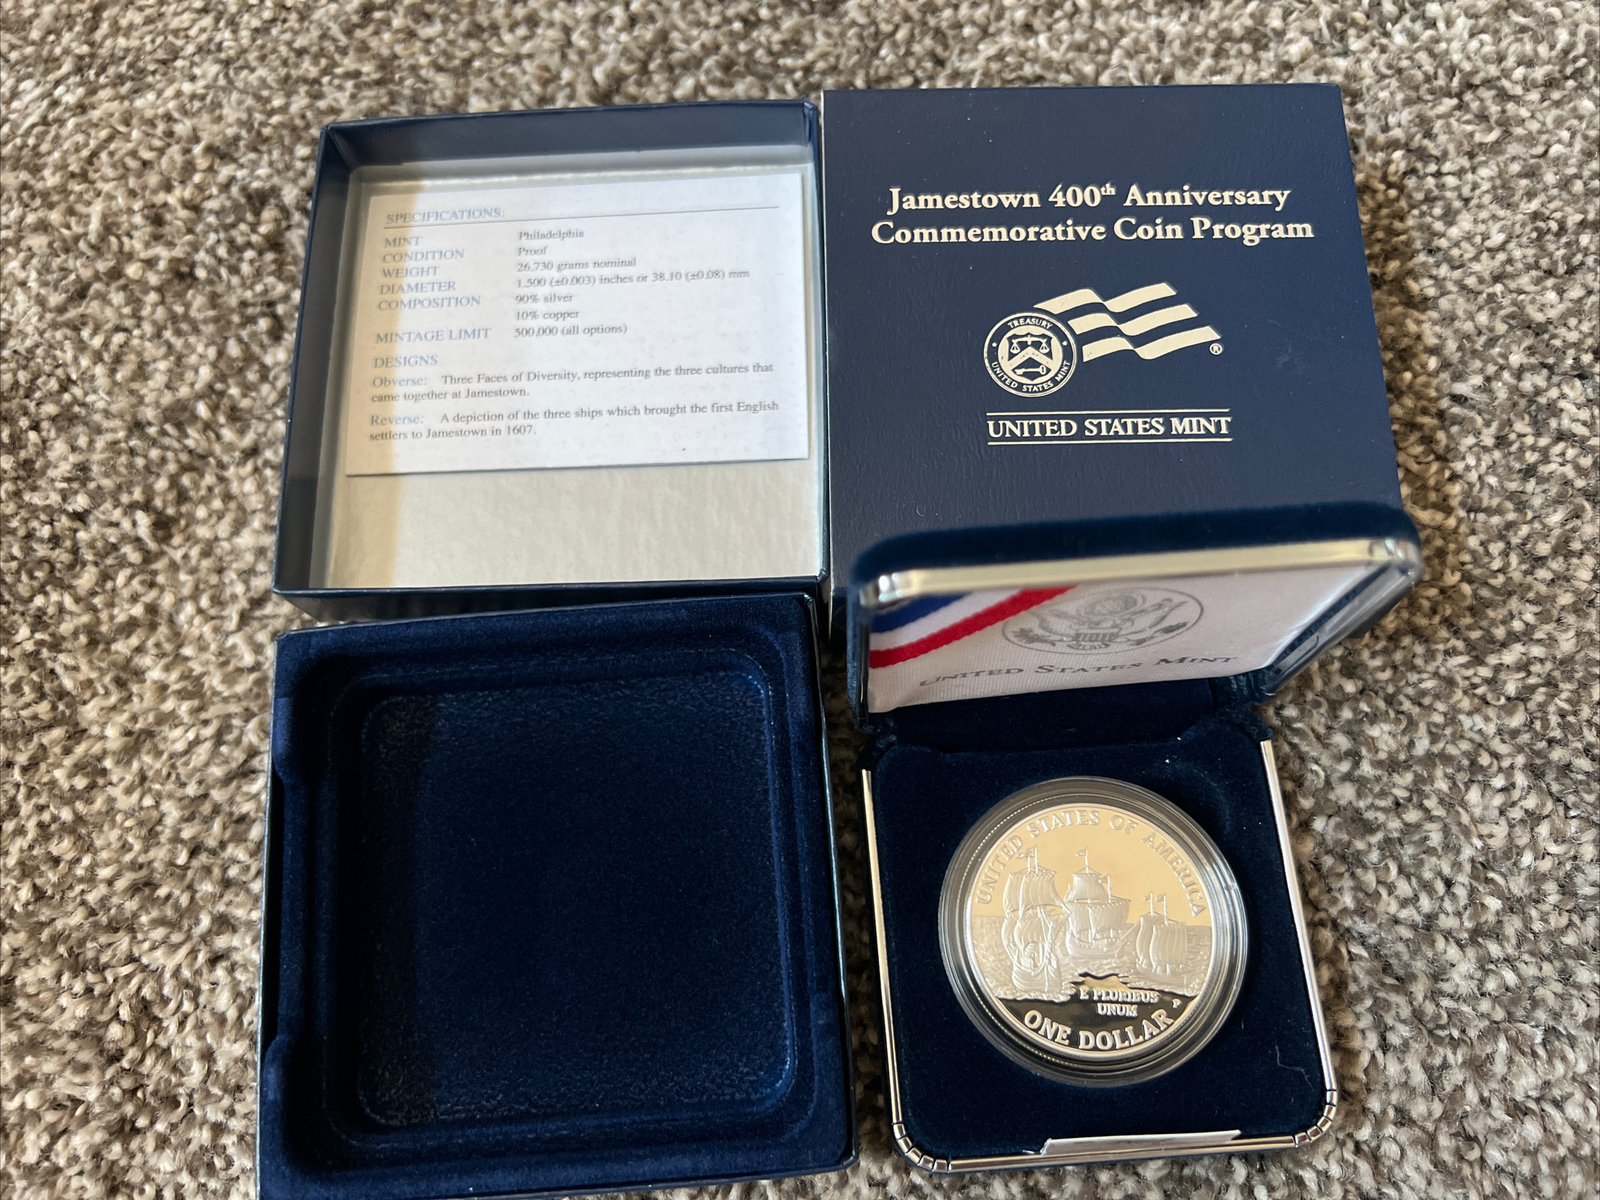 SPECIFICATIONS:
MINT Philadelphia
CONDITION Proof
WEIGHT 26.730 grams nominal
DIAMETER 1.500 (±0.003) inches or 38.10 (±0.08) mm
COMPOSITION 90% silver
10% copper
MINTAGE LIMIT 500,000 (all options)
DESIGNS
Obverse: Three Faces of Diversity, representing the three cultures that
came together at Jamestown.
Reverse: A depiction of the three ships which brought the first English
settlers to Jamestown in 1607.
Jamestown 400th Anniversary
Commemorative Coin Program
TREASURY
UNITED STATES MINT
®
UNITED STATES MINT
UNITED STATES MINT
UNITED STATES OF AMERICA
E PLURIBUS
UNUM
P
ONE DOLLAR